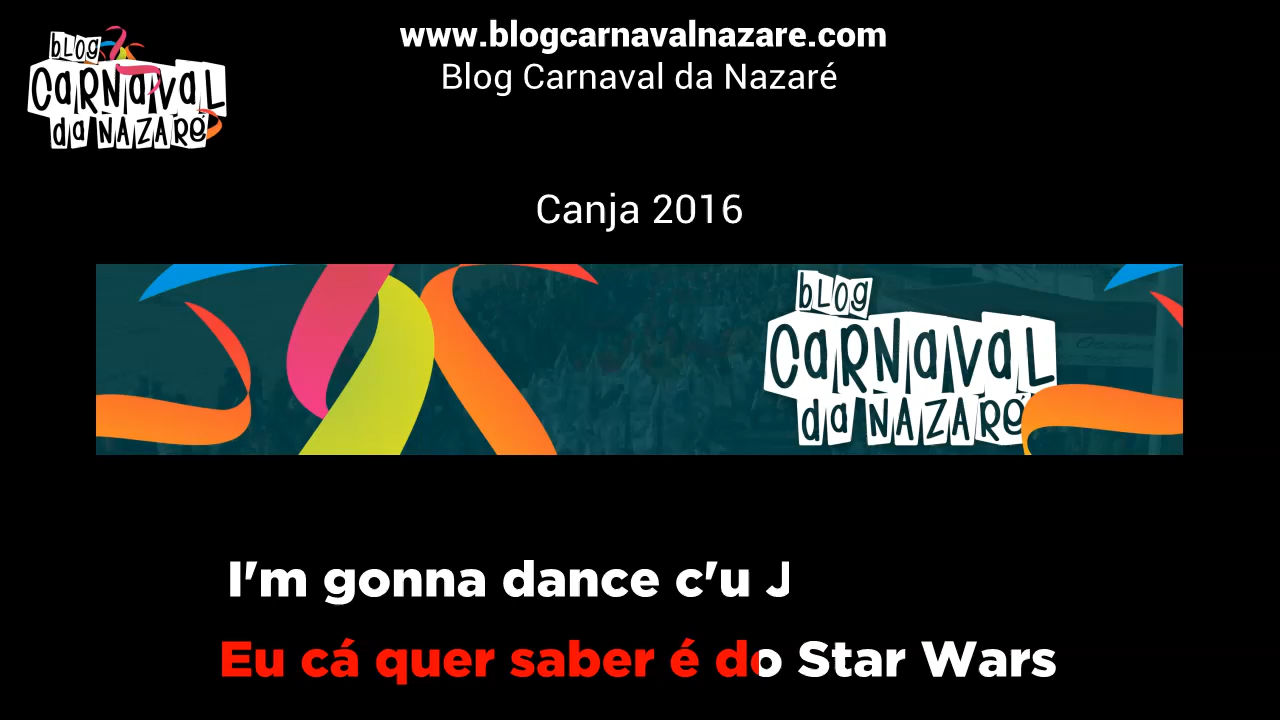 blog
CaRNaVaL
da NAZARé
www.blogcarnavalnazare.com
Blog Carnaval da Nazaré
Canja 2016
bLOg
CaRNaVaL
da NAZARé
I'm gonna dance c'u J
Eu cá quer saber é do Star Wars